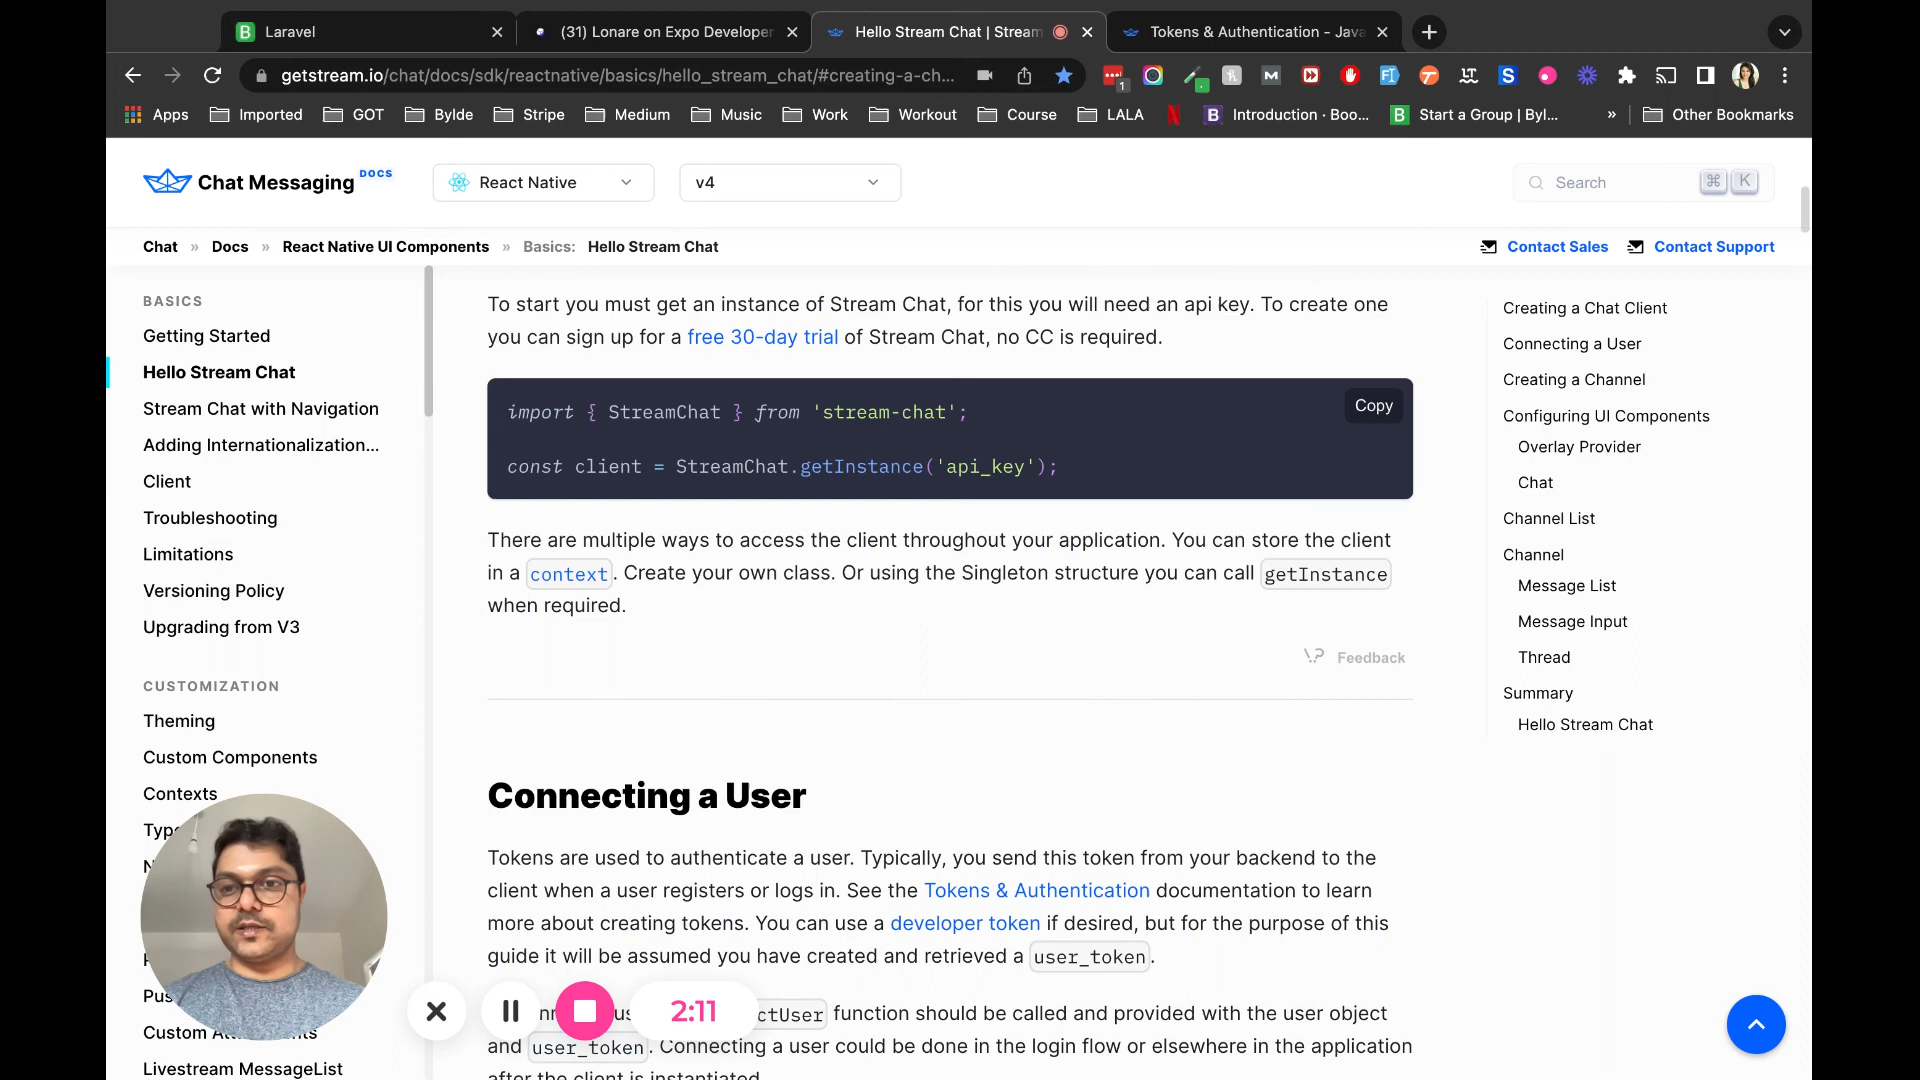 Laravel
(31) Lonare on Expo Developer
Hello Stream Chat | Stream
Tokens & Authentication - Java
getstream.io/chat/docs/sdk/reactnative/basics/hello_stream_chat/#creating-a-ch...
Apps
Imported
GOT
Bylde
Stripe
Medium
Music
Work
Workout
Course
LALA
Introduction · Boo...
Start a Group | Byl...
»
Other Bookmarks
Chat Messaging DOCS
React Native
v4
Search
⌘ K
Chat » Docs » React Native UI Components » Basics: Hello Stream Chat
Contact Sales
Contact Support
BASICS
Getting Started
Hello Stream Chat
Stream Chat with Navigation
Adding Internationalization...
Client
Troubleshooting
Limitations
Versioning Policy
Upgrading from V3
CUSTOMIZATION
Theming
Custom Components
Contexts
Livestream MessageList
To start you must get an instance of Stream Chat, for this you will need an api key. To create one
you can sign up for a free 30-day trial of Stream Chat, no CC is required.
import { StreamChat } from 'stream-chat';
Copy
const client = StreamChat.getInstance('api_key');
There are multiple ways to access the client throughout your application. You can store the client
in a context. Create your own class. Or using the Singleton structure you can call getInstance
when required.
Feedback
Connecting a User
Tokens are used to authenticate a user. Typically, you send this token from your backend to the
client when a user registers or logs in. See the Tokens & Authentication documentation to learn
more about creating tokens. You can use a developer token if desired, but for the purpose of this
guide it will be assumed you have created and retrieved a user_token.
2:11
ctUser function should be called and provided with the user object
and user_token. Connecting a user could be done in the login flow or elsewhere in the application
after the client is instantiated.
Creating a Chat Client
Connecting a User
Creating a Channel
Configuring UI Components
Overlay Provider
Chat
Channel List
Channel
Message List
Message Input
Thread
Summary
Hello Stream Chat